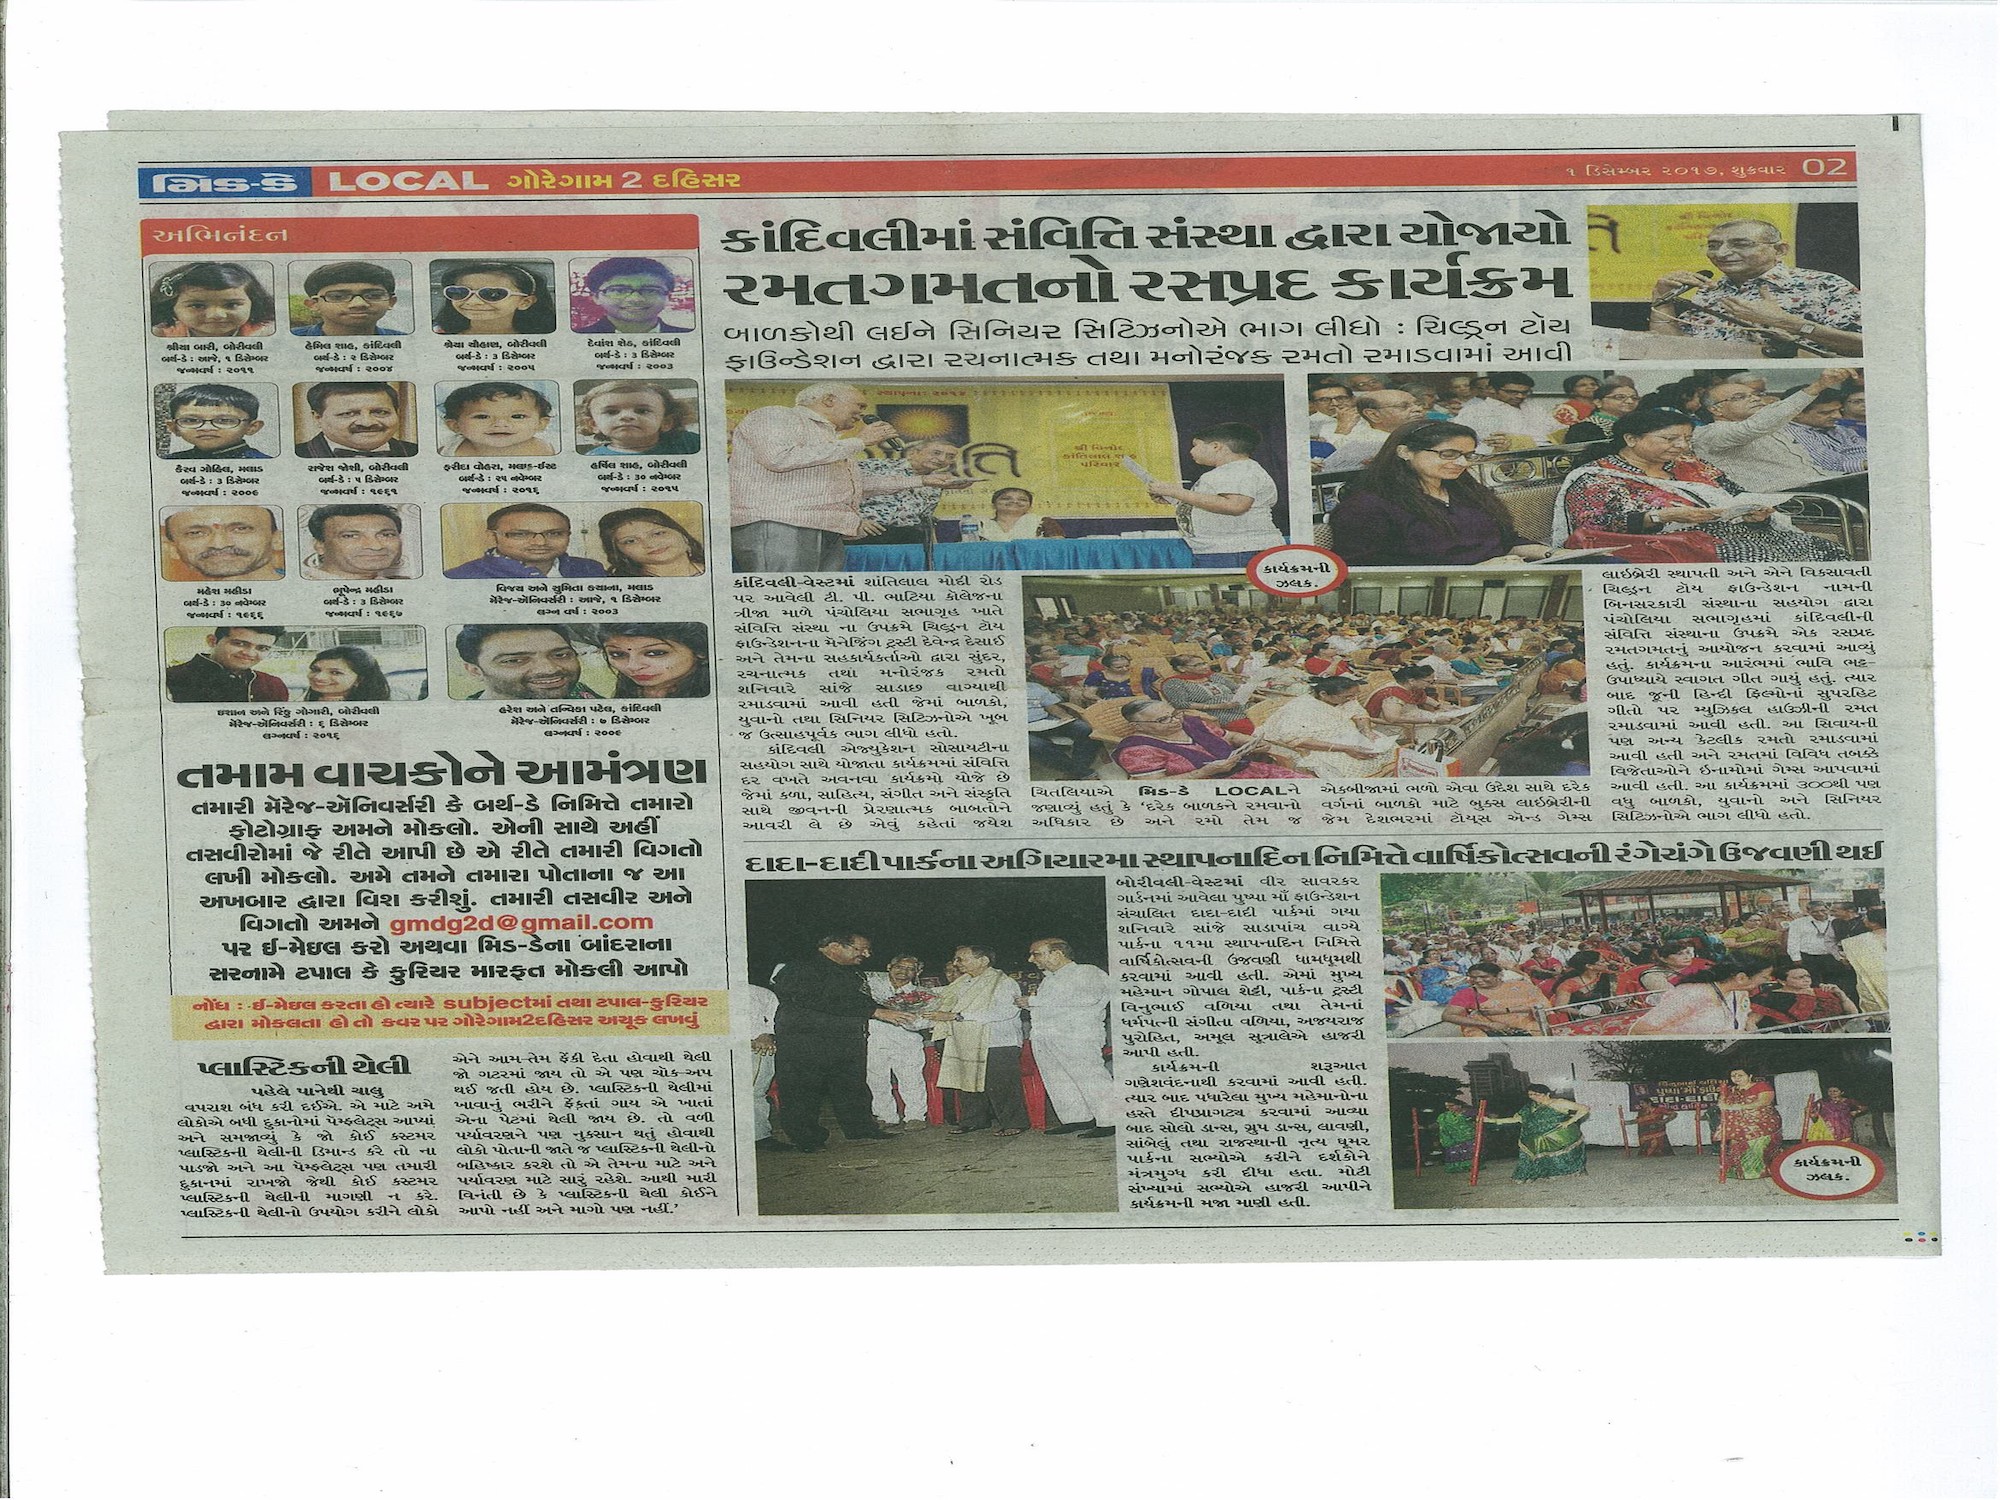 મિડ-ડે LOCAL ગોરેગામ 2 દહિસર
૧ ડિસેમ્બર ૨૦૧૭, શુક્રવાર 02
અભિનંદન
શ્રીયા બારી, બોરીવલી
બર્થ-ડે : આજે, ૧ ડિસેમ્બર
જન્મવર્ષ : ૨૦૧૧
હેમિલ શાહ, કાંદિવલી
બર્થ-ડે : ૨ ડિસેમ્બર
જન્મવર્ષ : ૨૦૦૪
શ્રેયા ચૌહાણ, બોરીવલી
બર્થ-ડે : ૩ ડિસેમ્બર
જન્મવર્ષ : ૨૦૦૫
દેવાંશ શેઠ, કાંદિવલી
બર્થ-ડે : ૩ ડિસેમ્બર
જન્મવર્ષ : ૨૦૦૩
કૈરવ ગોહિલ, મલાડ
બર્થ-ડે : ૩ ડિસેમ્બર
જન્મવર્ષ : ૨૦૦૯
રાજેશ જોશી, બોરીવલી
બર્થ-ડે : ૫ ડિસેમ્બર
જન્મવર્ષ : ૧૯૬૧
ફરીદા વોહરા, મલાડ-ઈસ્ટ
બર્થ-ડે : ૨૫ નવેમ્બર
જન્મવર્ષ : ૨૦૧૬
હર્ષિલ શાહ, બોરીવલી
બર્થ-ડે : ૩૦ નવેમ્બર
જન્મવર્ષ : ૨૦૧૫
મહેશ મહીડા
બર્થ-ડે : ૩૦ નવેમ્બર
જન્મવર્ષ : ૧૯૬૬
ભૂપેન્દ્ર મહીડા
બર્થ-ડે : ૩ ડિસેમ્બર
જન્મવર્ષ : ૧૯૬૭
વિજય અને સુમિતા કયાના, મલાડ
મૅરેજ-ઍનિવર્સરી : આજે, ૧ ડિસેમ્બર
લગ્ન વર્ષ : ૨૦૦૩
ઇશાન અને રિંકુ ગોગારી, બોરીવલી
મૅરેજ-ઍનિવર્સરી : ૬ ડિસેમ્બર
લગ્નવર્ષ : ૨૦૧૬
હરેશ અને તન્વિકા પટેલ, કાંદિવલી
મૅરેજ-ઍનિવર્સરી : ૭ ડિસેમ્બર
લગ્નવર્ષ : ૨૦૦૯
તમામ વાચકોને આમંત્રણ
તમારી મૅરેજ-ઍનિવર્સરી કે બર્થ-ડે નિમિત્તે તમારો
ફોટોગ્રાફ અમને મોકલો. એની સાથે અહીં
તસવીરોમાં જે રીતે આપી છે એ રીતે તમારી વિગતો
લખી મોકલો. અમે તમને તમારા પોતાના જ આ
અખબાર દ્વારા વિશ કરીશું. તમારી તસવીર અને
વિગતો અમને gmdg2d@gmail.com
પર ઈ-મેઇલ કરો અથવા મિડ-ડેના બાંદરાના
સરનામે ટપાલ કે કુરિયર મારફત મોકલી આપો
નોંધ : ઈ-મેઇલ કરતા હો ત્યારે subjectમાં તથા ટપાલ-કુરિયર
દ્વારા મોકલતા હો તો કવર પર ગોરેગામ2દહિસર અચૂક લખવું
પ્લાસ્ટિકની થેલી
પહેલે પાનેથી ચાલુ
વપરાશ બંધ કરી દઈએ. એ માટે અમે
લોકોએ બધી દુકાનોમાં પેમ્ફલેટ્સ આપ્યાં
અને સમજાવ્યું કે જો કોઈ કસ્ટમર
પ્લાસ્ટિકની થેલીની ડિમાન્ડ કરે તો ના
પાડજો અને આ પેમ્ફલેટ્સ પણ તમારી
દુકાનમાં રાખજો જેથી કોઈ કસ્ટમર
પ્લાસ્ટિકની થેલીની માગણી ન કરે.
પ્લાસ્ટિકની થેલીનો ઉપયોગ કરીને લોકો
એને આમ-તેમ ફેંકી દેતા હોવાથી થેલી
જો ગટરમાં જાય તો એ પણ ચોક-અપ
થઈ જતી હોય છે. પ્લાસ્ટિકની થેલીમાં
ખાવાનું ભરીને ફેંકતાં ગાય એ ખાતાં
એના પેટમાં થેલી જાય છે. તો વળી
પર્યાવરણને પણ નુકસાન થતું હોવાથી
લોકો પોતાની જાતે જ પ્લાસ્ટિકની થેલીનો
બહિષ્કાર કરશે તો એ તેમના માટે અને
પર્યાવરણ માટે સારું રહેશે. આથી મારી
વિનંતી છે કે પ્લાસ્ટિકની થેલી કોઈને
આપો નહીં અને માગો પણ નહીં.’
કાંદિવલીમાં સંવિત્તિ સંસ્થા દ્વારા યોજાયો
રમતગમતનો રસપ્રદ કાર્યક્રમ
બાળકોથી લઈને સિનિયર સિટિઝનોએ ભાગ લીધો : ચિલ્ડ્રન ટૉય
ફાઉન્ડેશન દ્વારા રચનાત્મક તથા મનોરંજક રમતો રમાડવામાં આવી
સ્થાપના: ૨૦૧૪
શ્રી વિનોદ
કાંતિલાલ શાહ
પરિવાર
કાર્યક્રમની
ઝલક.
કાંદિવલી-વેસ્ટમાં શાંતિલાલ મોદી રોડ
પર આવેલી ટી. પી. ભાટિયા કૉલેજના
ત્રીજા માળે પંચોલિયા સભાગૃહ ખાતે
સંવિત્તિ સંસ્થા ના ઉપક્રમે ચિલ્ડ્રન ટૉય
ફાઉન્ડેશનના મૅનેજિંગ ટ્રસ્ટી દેવેન્દ્ર દેસાઈ
અને તેમના સહકાર્યકર્તાઓ દ્વારા સુંદર,
રચનાત્મક તથા મનોરંજક રમતો
શનિવારે સાંજે સાડાછ વાગ્યાથી
રમાડવામાં આવી હતી જેમાં બાળકો,
યુવાનો તથા સિનિયર સિટિઝનોએ ખૂબ
જ ઉત્સાહપૂર્વક ભાગ લીધો હતો.
કાંદિવલી એજ્યુકેશન સોસાયટીના
સહયોગ સાથે યોજાતા કાર્યક્રમમાં સંવિત્તિ
દર વખતે અવનવા કાર્યક્રમો યોજે છે
જેમાં કળા, સાહિત્ય, સંગીત અને સંસ્કૃતિ
સાથે જીવનની પ્રેરણાત્મક બાબતોને
આવરી લે છે એવું કહેતાં જયેશ
ચિતલિયાએ મિડ-ડે LOCALને
જણાવ્યું હતું કે ‘દરેક બાળકને રમવાનો
અધિકાર છે અને રમો તેમ જ
એકબીજામાં ભળો એવા ઉદેશ સાથે દરેક
વર્ગનાં બાળકો માટે બુક્સ લાઇબ્રેરીની
જેમ દેશભરમાં ટૉય્સ ઍન્ડ ગેમ્સ
લાઇબ્રેરી સ્થાપતી અને એને વિકસાવતી
ચિલ્ડ્રન ટૉય ફાઉન્ડેશન નામની
બિનસરકારી સંસ્થાના સહયોગ દ્વારા
પંચોલિયા સભાગૃહમાં કાંદિવલીની
સંવિત્તિ સંસ્થાના ઉપક્રમે એક રસપ્રદ
રમતગમતનું આયોજન કરવામાં આવ્યું
હતું. કાર્યક્રમના આરંભમાં ભાવિ ભટ્ટ-
ઉપાધ્યાયે સ્વાગત ગીત ગાયું હતું. ત્યાર
બાદ જૂની હિન્દી ફિલ્મોનાં સુપરહિટ
ગીતો પર મ્યુઝિકલ હાઉઝીની રમત
રમાડવામાં આવી હતી. આ સિવાયની
પણ અન્ય કેટલીક રમતો રમાડવામાં
આવી હતી અને રમતમાં વિવિધ તબક્કે
વિજેતાઓને ઈનામોમાં ગેમ્સ આપવામાં
આવી હતી. આ કાર્યક્રમમાં ૩૦૦થી પણ
વધુ બાળકો, યુવાનો અને સિનિયર
સિટિઝનોએ ભાગ લીધો હતો.
દાદા-દાદી પાર્કના અગિયારમા સ્થાપનાદિન નિમિત્તે વાર્ષિકોત્સવની રંગેચંગે ઉજવણી થઈ
બોરીવલી-વેસ્ટમાં વીર સાવરકર
ગાર્ડનમાં આવેલા પુષ્પા માઁ ફાઉન્ડેશન
સંચાલિત દાદા-દાદી પાર્કમાં ગયા
શનિવારે સાંજે સાડાપાંચ વાગ્યે
પાર્કના ૧૧મા સ્થાપનાદિન નિમિત્તે
વાર્ષિકોત્સવની ઉજવણી ધામધૂમથી
કરવામાં આવી હતી. એમાં મુખ્ય
મહેમાન ગોપાલ શેટ્ટી, પાર્કના ટ્રસ્ટી
વિનુભાઈ વળિયા તથા તેમનાં
ધર્મપત્ની સંગીતા વળિયા, અજયરાજ
પુરોહિત, અમૂલ સુત્રાલેએ હાજરી
આપી હતી.
કાર્યક્રમની શરૂઆત
ગણેશવંદનાથી કરવામાં આવી હતી.
ત્યાર બાદ પધારેલા મુખ્ય મહેમાનોના
હસ્તે દીપપ્રાગટ્ય કરવામાં આવ્યા
બાદ સોલો ડાન્સ, ગ્રુપ ડાન્સ, લાવણી,
સાંબેલું તથા રાજસ્થાની નૃત્ય ઘૂમર
પાર્કના સભ્યોએ કરીને દર્શકોને
મંત્રમુગ્ધ કરી દીધા હતા. મોટી
સંખ્યામાં સભ્યોએ હાજરી આપીને
કાર્યક્રમની મજા માણી હતી.
કાર્યક્રમની
ઝલક.